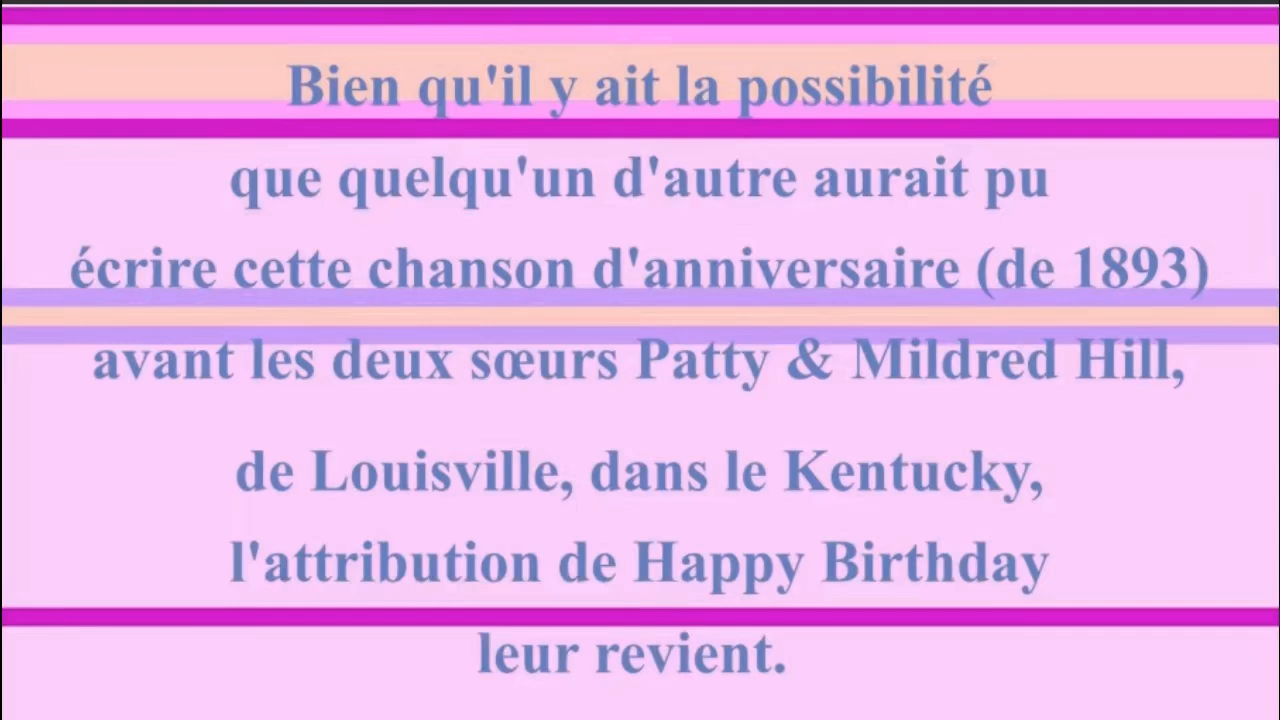 Bien qu'il y ait la possibilité
que quelqu'un d'autre aurait pu
écrire cette chanson d'anniversaire (de 1893)
avant les deux sœurs Patty & Mildred Hill,
de Louisville, dans le Kentucky,
l'attribution de Happy Birthday
leur revient.